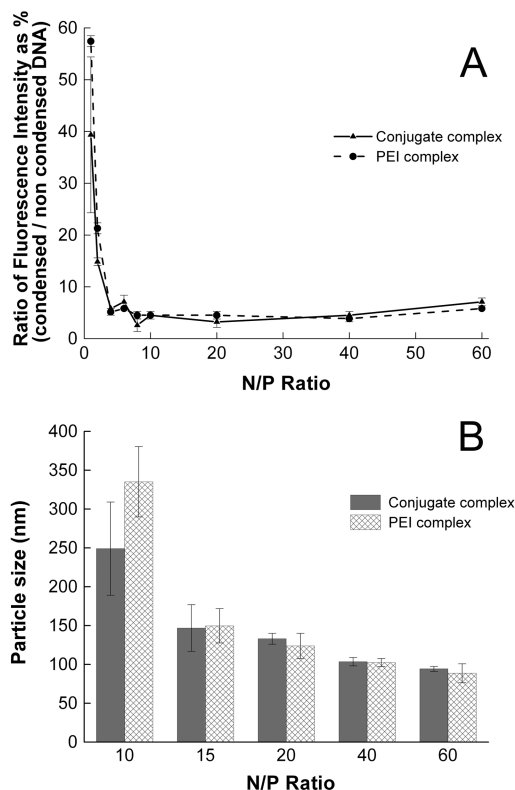 A
Ratio of Fluorescence Intensity as %
(condensed / non condensed DNA)
60
50
40
30
20
10
0
Conjugate complex
PEI complex
0 10 20 30 40 50 60
N/P Ratio
B
Particle size (nm)
400
350
300
250
200
150
100
50
0
Conjugate complex
PEI complex
10 15 20 40 60
N/P Ratio